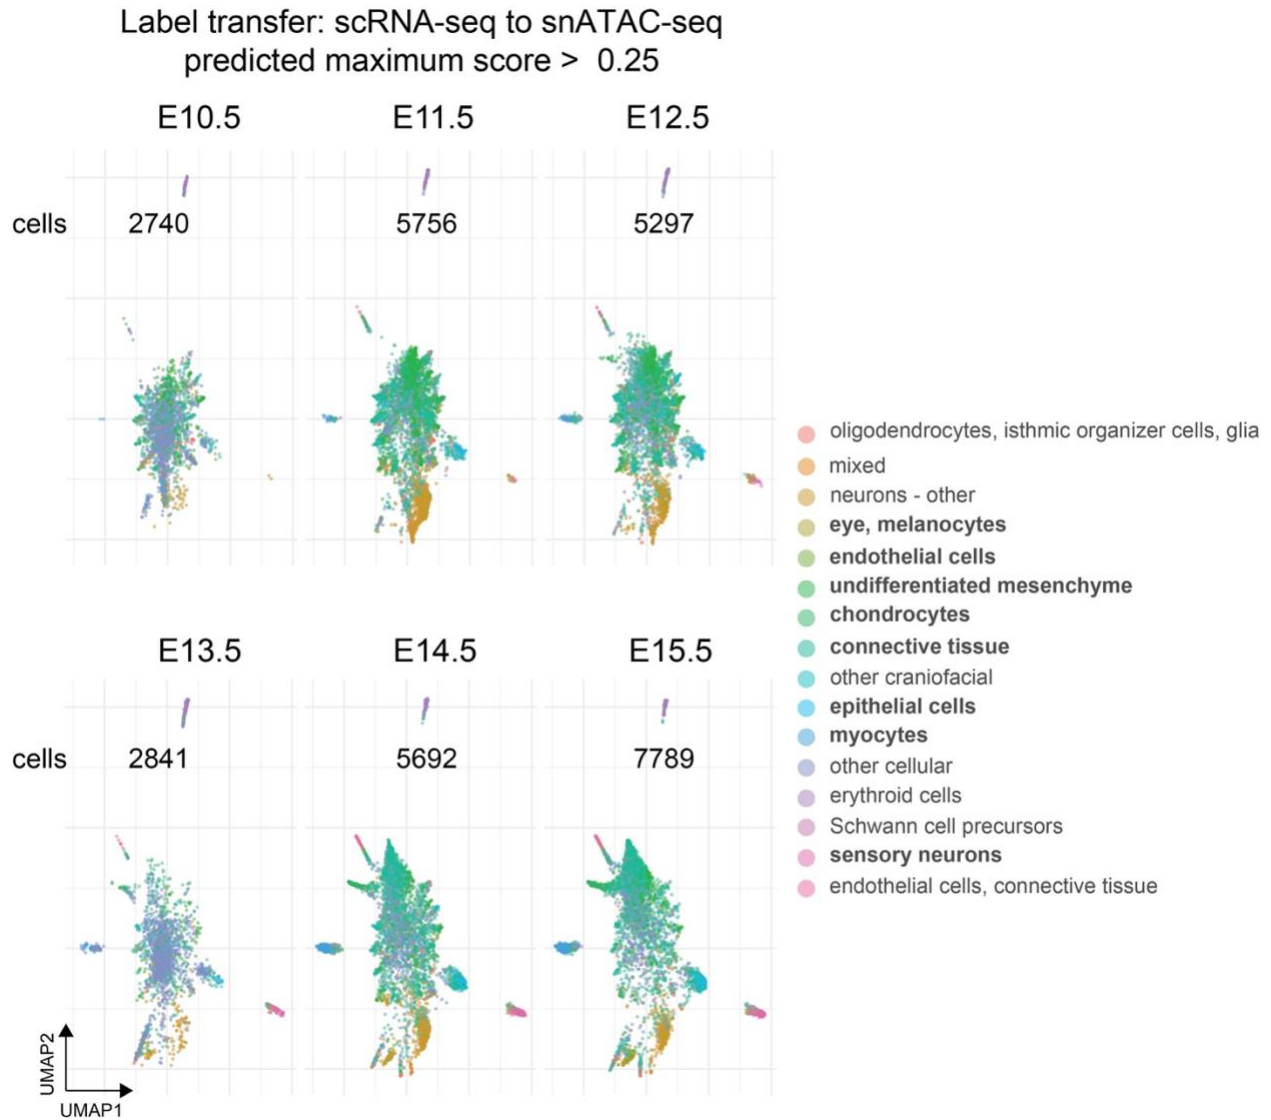 Label transfer: scRNA-seq to snATAC-seq
predicted maximum score > 0.25
E10.5 E11.5 E12.5
cells 2740 5756 5297
E13.5 E14.5 E15.5
cells 2841 5692 7789
UMAP2
UMAP1
oligodendrocytes, isthmic organizer cells, glia
mixed
neurons - other
eye, melanocytes
endothelial cells
undifferentiated mesenchyme
chondrocytes
connective tissue
other craniofacial
epithelial cells
myocytes
other cellular
erythroid cells
Schwann cell precursors
sensory neurons
endothelial cells, connective tissue